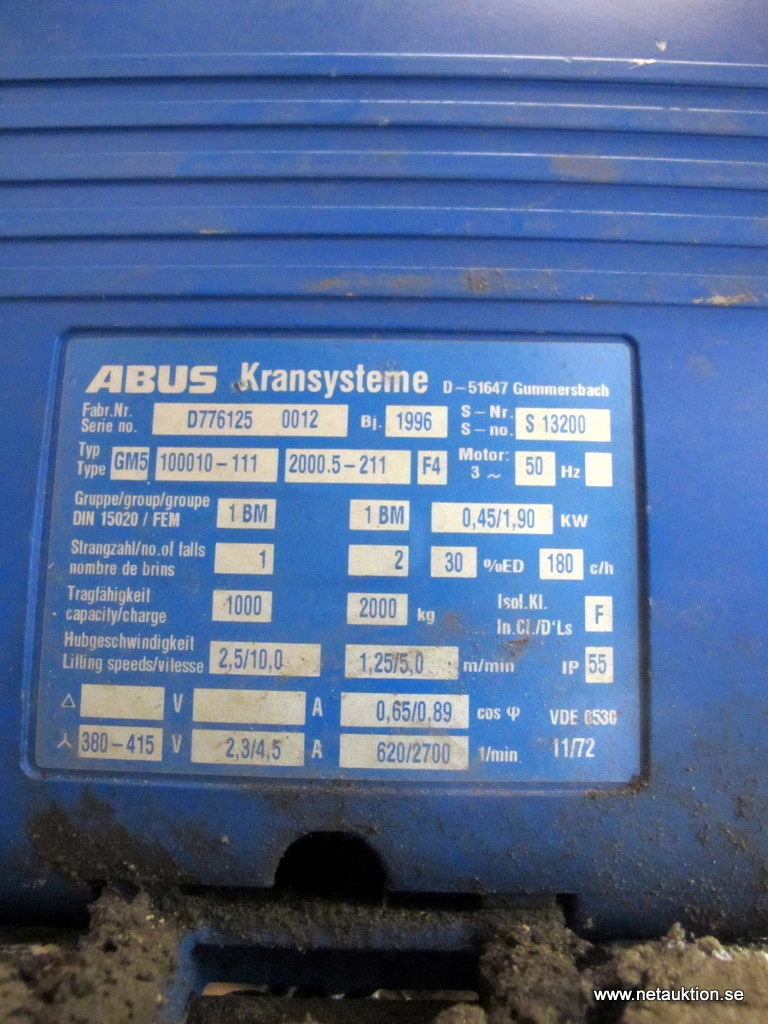 ABUS Kransysteme D-51647 Gummersbach
Fabr.Nr. Serie no. D776125 0012 Bj. 1996 S-Nr. S-no. S 13200
Typ Type GM5 100010-111 2000.5-211 F4 Motor: 3 ~ 50 Hz
Gruppe/group/groupe DIN 15020 / FEM 1 BM 1 BM 0,45/1,90 KW
Strangzahl/no.of falls nombre de brins 1 2 30 %ED 180 c/h
Tragfähigkeit capacity/charge 1000 2000 kg Isol.Kl. In.Cl./D'Ls F
Hubgeschwindigkeit Lifting speeds/vitesse 2,5/10,0 1,25/5,0 m/min IP 55
△ V A 0,65/0,89 cos φ VDE 0530
⅄ 380-415 V 2,3/4,5 A 620/2700 1/min 11/72
www.netauktion.se